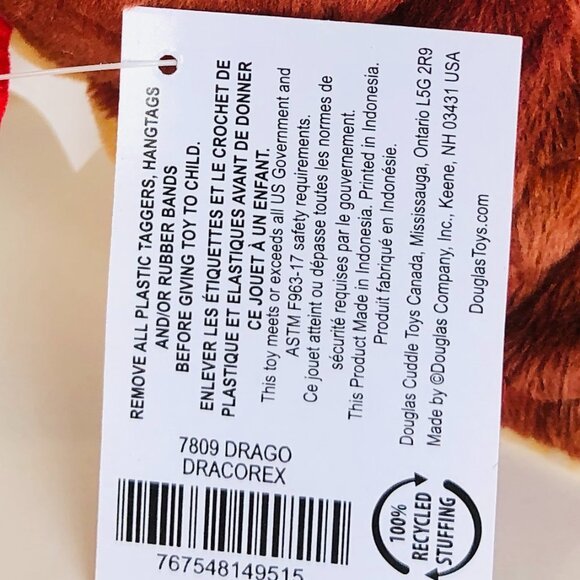 REMOVE ALL PLASTIC TAGGERS, HANGTAGS
AND/OR RUBBER BANDS
BEFORE GIVING TOY TO CHILD.
ENLEVER LES ÉTIQUETTES ET LE CROCHET DE
PLASTIQUE ET ELASTIQUES AVANT DE DONNER
CE JOUET À UN ENFANT.
This toy meets or exceeds all US Government and
ASTM F963-17 safety requirements.
Ce jouet atteint ou dépasse toutes les normes de
sécurité requises par le gouvernement.
This Product Made in Indonesia. Printed in Indonesia.
Produit fabriqué en Indonésie.
Douglas Cuddle Toys Canada, Mississauga, Ontario L5G 2R9
Made by ©Douglas Company, Inc., Keene, NH 03431 USA
DouglasToys.com
7809 DRAGO
DRACOREX
767548149515
100%
RECYCLED
STUFFING